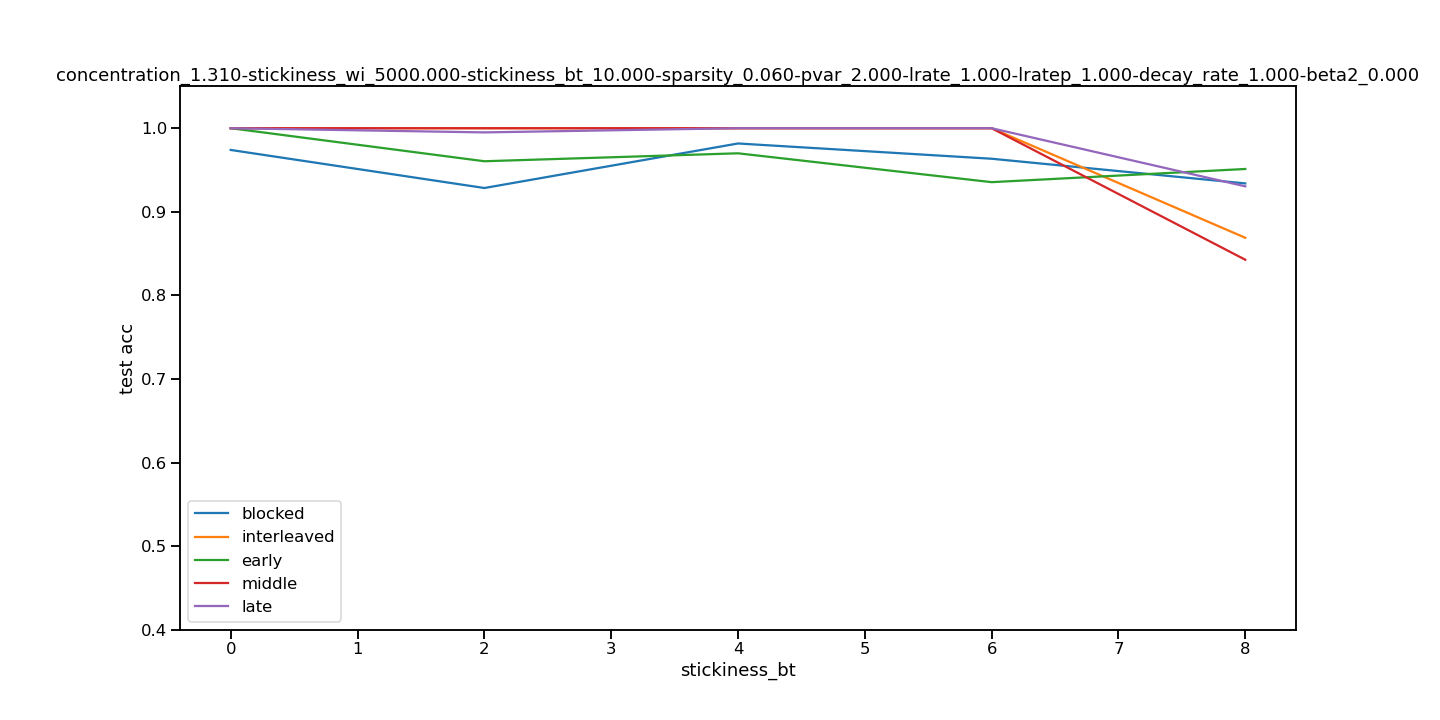 concentration_1.310-stickiness_wi_5000.000-stickiness_bt_10.000-sparsity_0.060-pvar_2.000-lrate_1.000-lratep_1.000-decay_rate_1.000-beta2_0.000
1.0
0.9
0.8
0.7
0.6
0.5
0.4
test acc
blocked
interleaved
early
middle
late
0 1 2 3 4 5 6 7 8
stickiness_bt